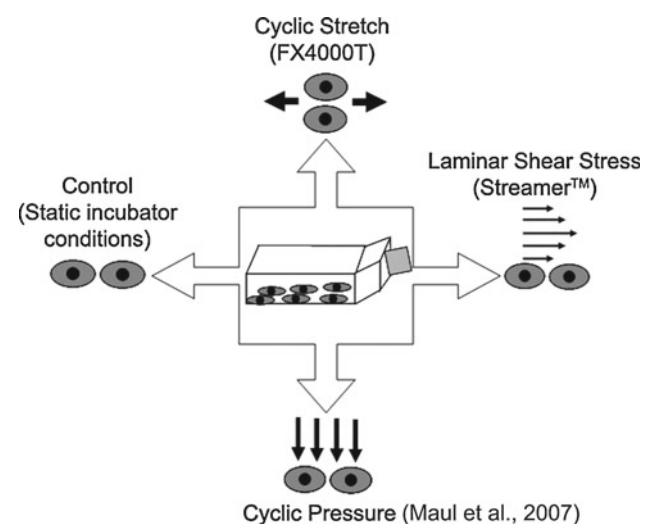 Cyclic Stretch
(FX4000T)
Laminar Shear Stress
(Streamer™)
Control
(Static incubator
conditions)
Cyclic Pressure (Maul et al., 2007)